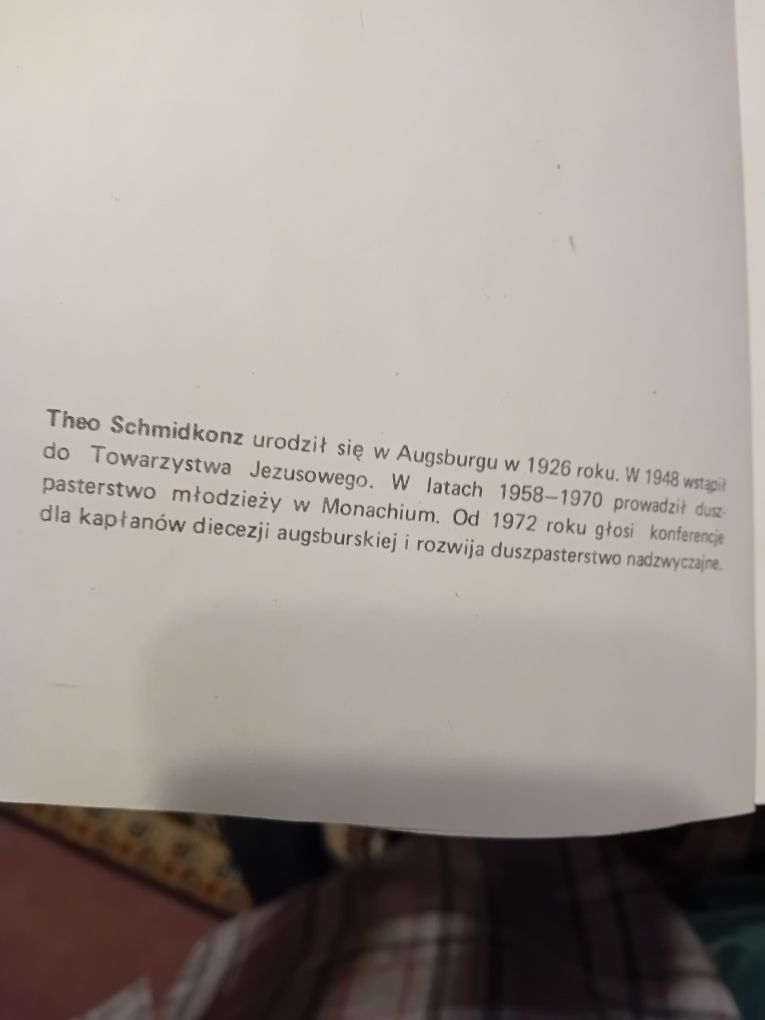 Theo Schmidkonz urodził się w Augsburgu w 1926 roku. W 1948 wstąpił
do Towarzystwa Jezusowego. W latach 1958–1970 prowadził dusz-
pasterstwo młodzieży w Monachium. Od 1972 roku głosi konferencje
dla kapłanów diecezji augsburskiej i rozwija duszpasterstwo nadzwyczajne.